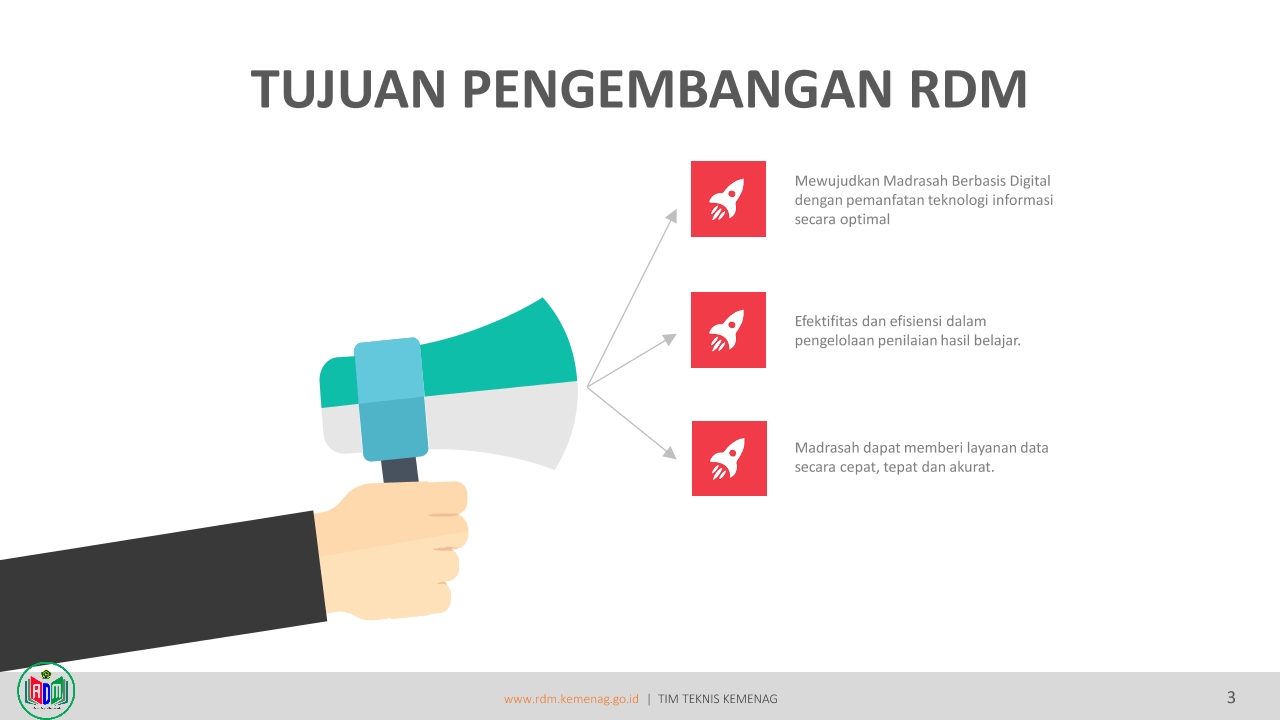 TUJUAN PENGEMBANGAN RDM
Mewujudkan Madrasah Berbasis Digital
dengan pemanfatan teknologi informasi
secara optimal
Efektifitas dan efisiensi dalam
pengelolaan penilaian hasil belajar.
Madrasah dapat memberi layanan data
secara cepat, tepat dan akurat.
RDM
www.rdm.kemenag.go.id | TIM TEKNIS KEMENAG
3